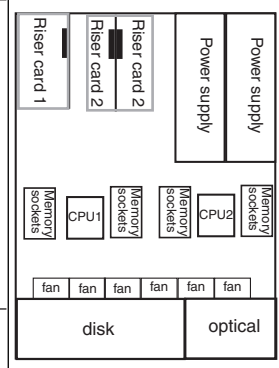 Riser card 1
Riser card 2
Riser card 2
Power supply
Power supply
Memory
sockets
CPU1
Memory
sockets
Memory
sockets
CPU2
Memory
sockets
fan
fan
fan
fan
fan
fan
disk
optical